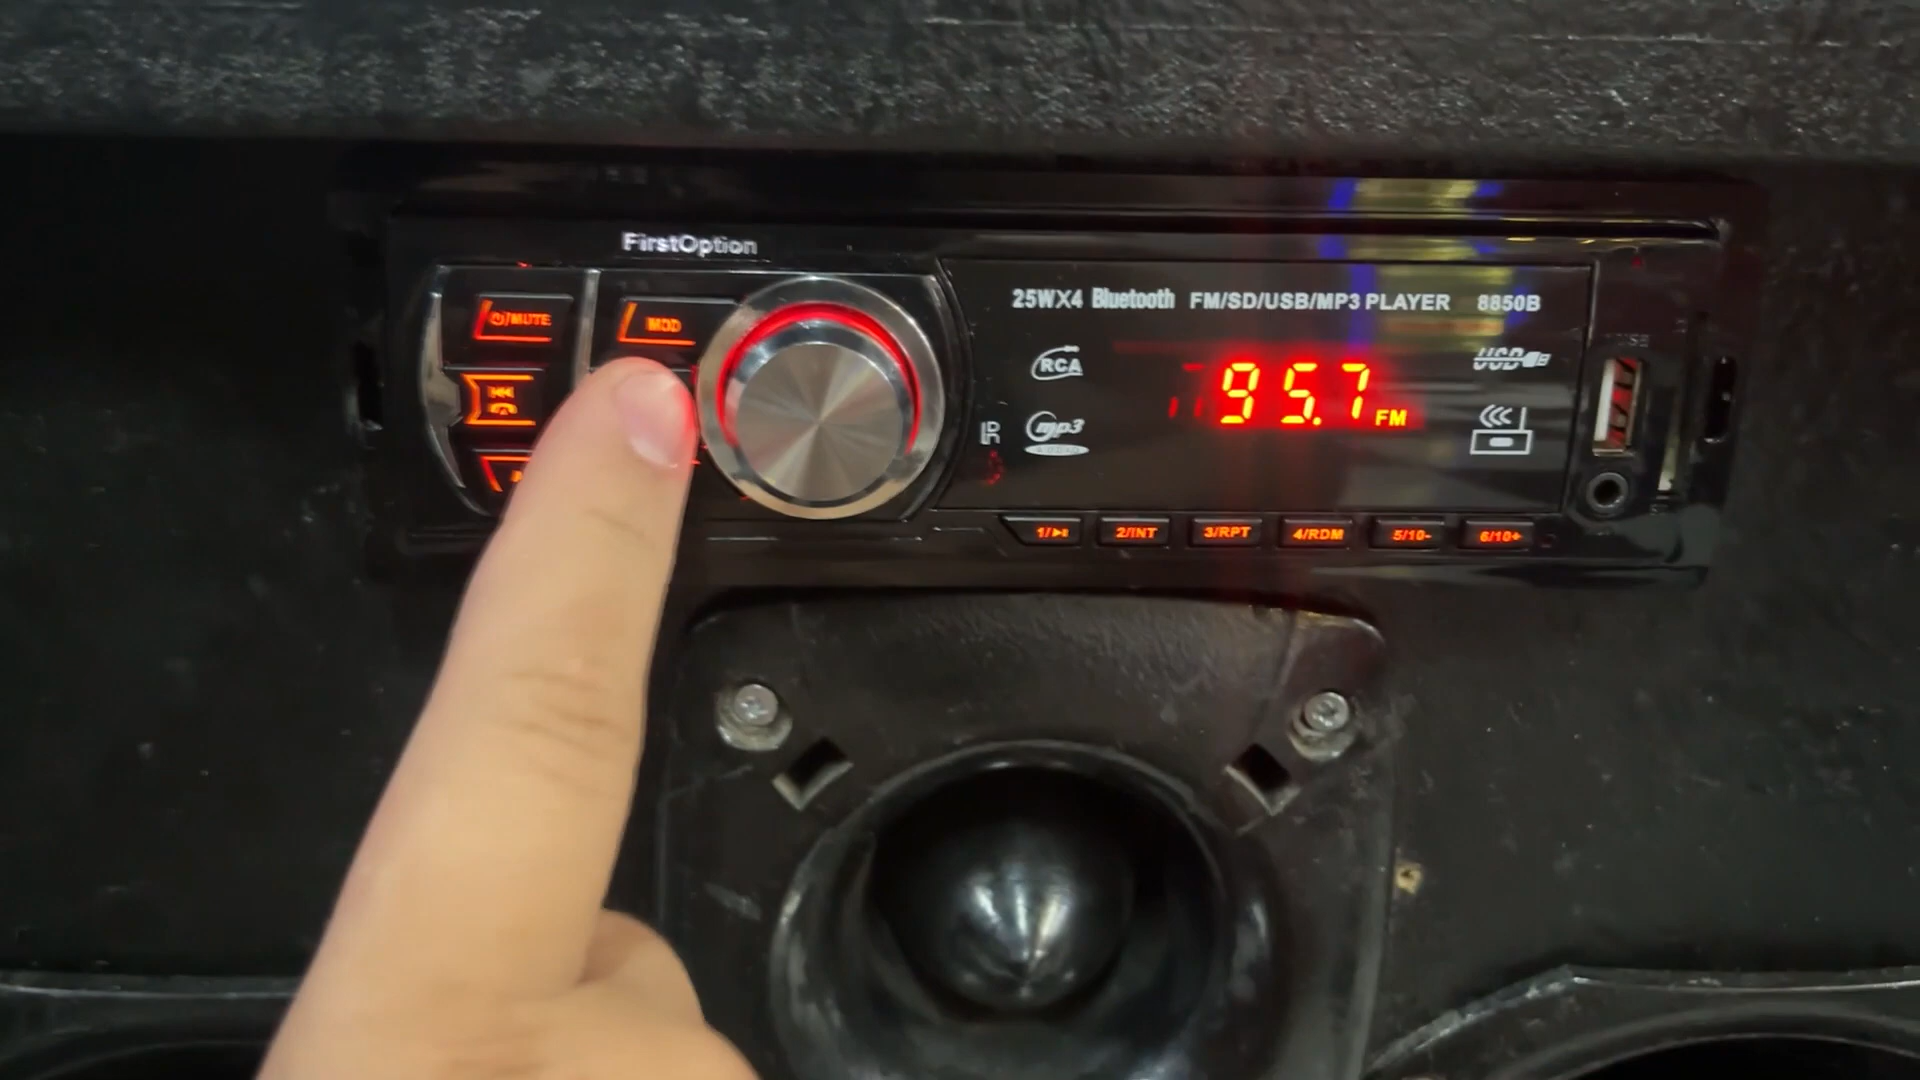 FirstOption
25WX4 Bluetooth FM/SD/USB/MP3 PLAYER 8850B
/MUTE
MOD
RCA
USB
95.7 FM
mp3
AUDIO
1/
2/INT
3/RPT
4/RDM
5/10-
6/10+